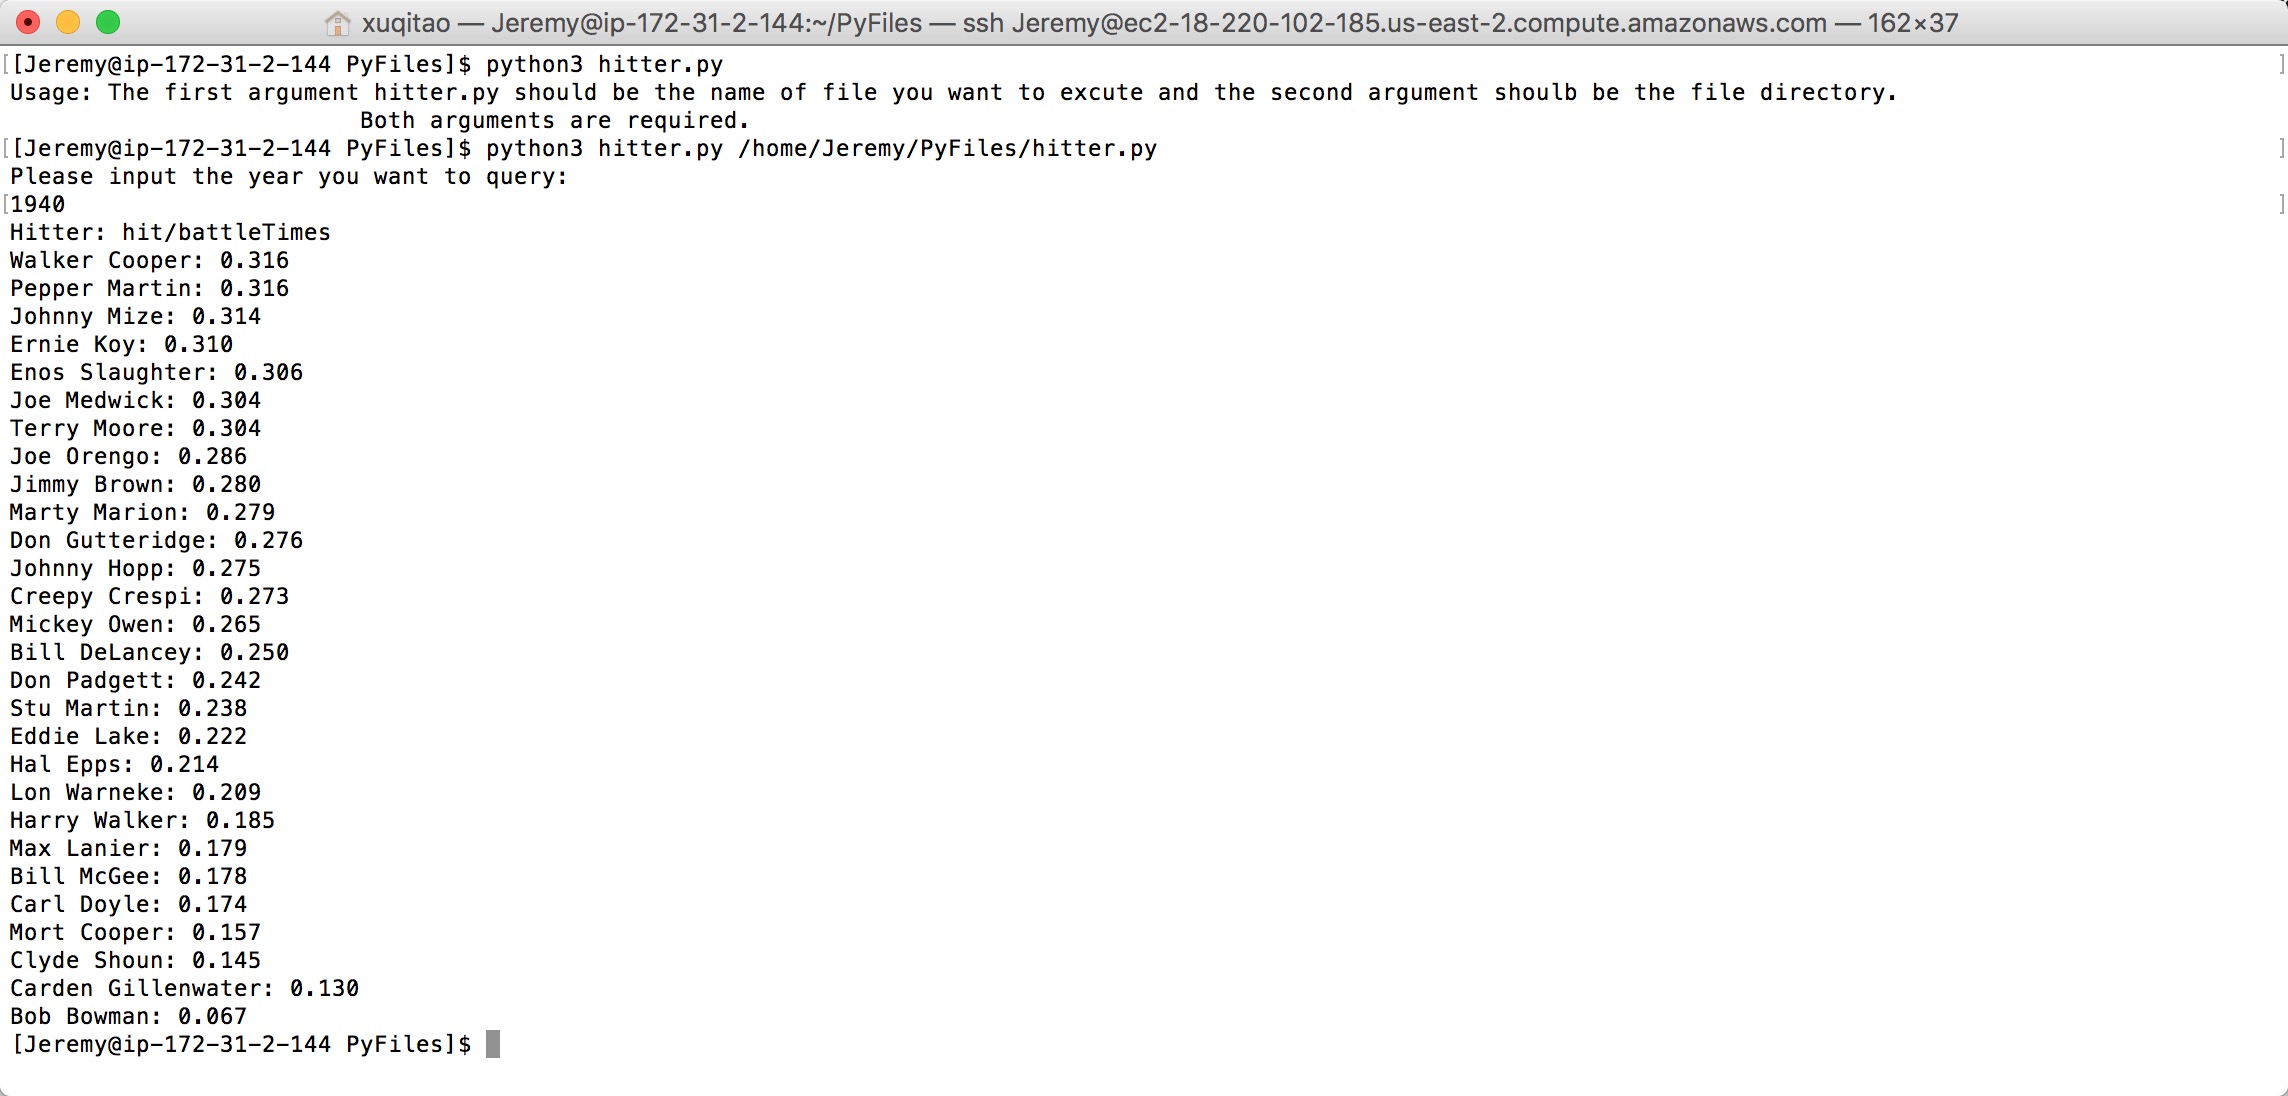 xuqitao — Jeremy@ip-172-31-2-144:~/PyFiles — ssh Jeremy@ec2-18-220-102-185.us-east-2.compute.amazonaws.com — 162×37
[[Jeremy@ip-172-31-2-144 PyFiles]$ python3 hitter.py ]
Usage: The first argument hitter.py should be the name of file you want to excute and the second argument shoulb be the file directory.
Both arguments are required.
[[Jeremy@ip-172-31-2-144 PyFiles]$ python3 hitter.py /home/Jeremy/PyFiles/hitter.py ]
Please input the year you want to query:
[1940 ]
Hitter: hit/battleTimes
Walker Cooper: 0.316
Pepper Martin: 0.316
Johnny Mize: 0.314
Ernie Koy: 0.310
Enos Slaughter: 0.306
Joe Medwick: 0.304
Terry Moore: 0.304
Joe Orengo: 0.286
Jimmy Brown: 0.280
Marty Marion: 0.279
Don Gutteridge: 0.276
Johnny Hopp: 0.275
Creepy Crespi: 0.273
Mickey Owen: 0.265
Bill DeLancey: 0.250
Don Padgett: 0.242
Stu Martin: 0.238
Eddie Lake: 0.222
Hal Epps: 0.214
Lon Warneke: 0.209
Harry Walker: 0.185
Max Lanier: 0.179
Bill McGee: 0.178
Carl Doyle: 0.174
Mort Cooper: 0.157
Clyde Shoun: 0.145
Carden Gillenwater: 0.130
Bob Bowman: 0.067
[Jeremy@ip-172-31-2-144 PyFiles]$